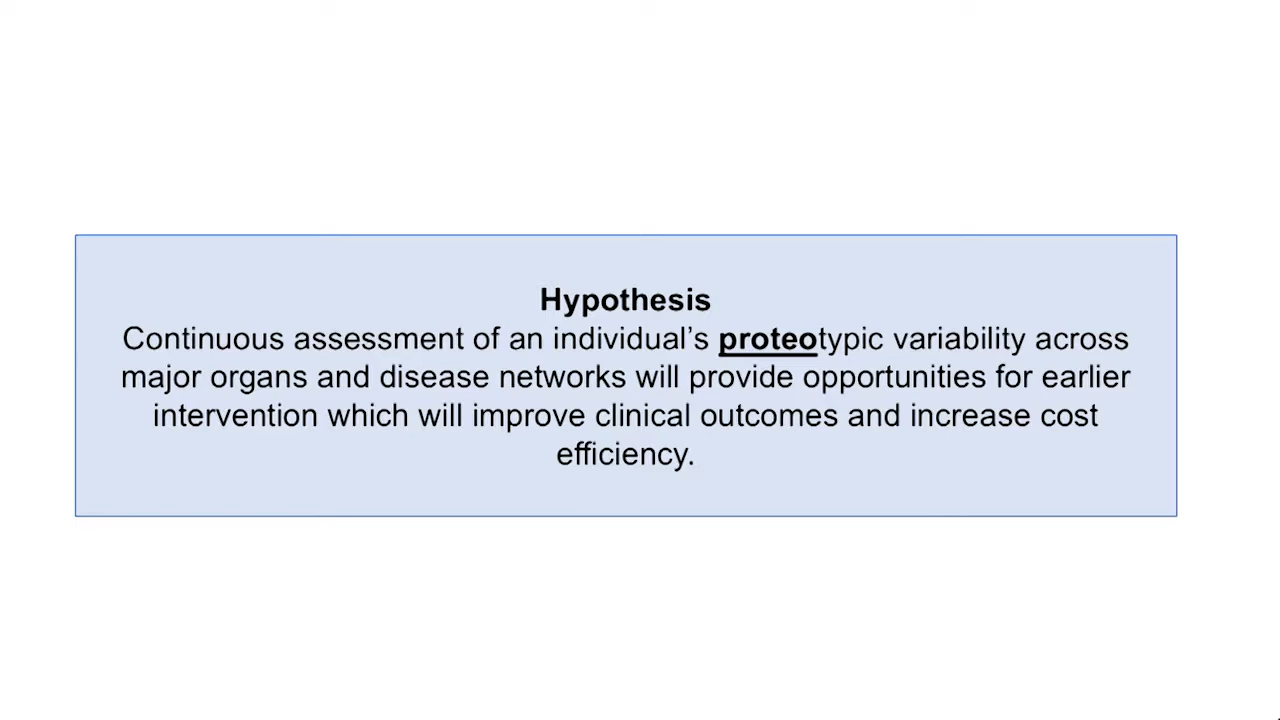 Hypothesis
Continuous assessment of an individual’s proteotypic variability across
major organs and disease networks will provide opportunities for earlier
intervention which will improve clinical outcomes and increase cost
efficiency.